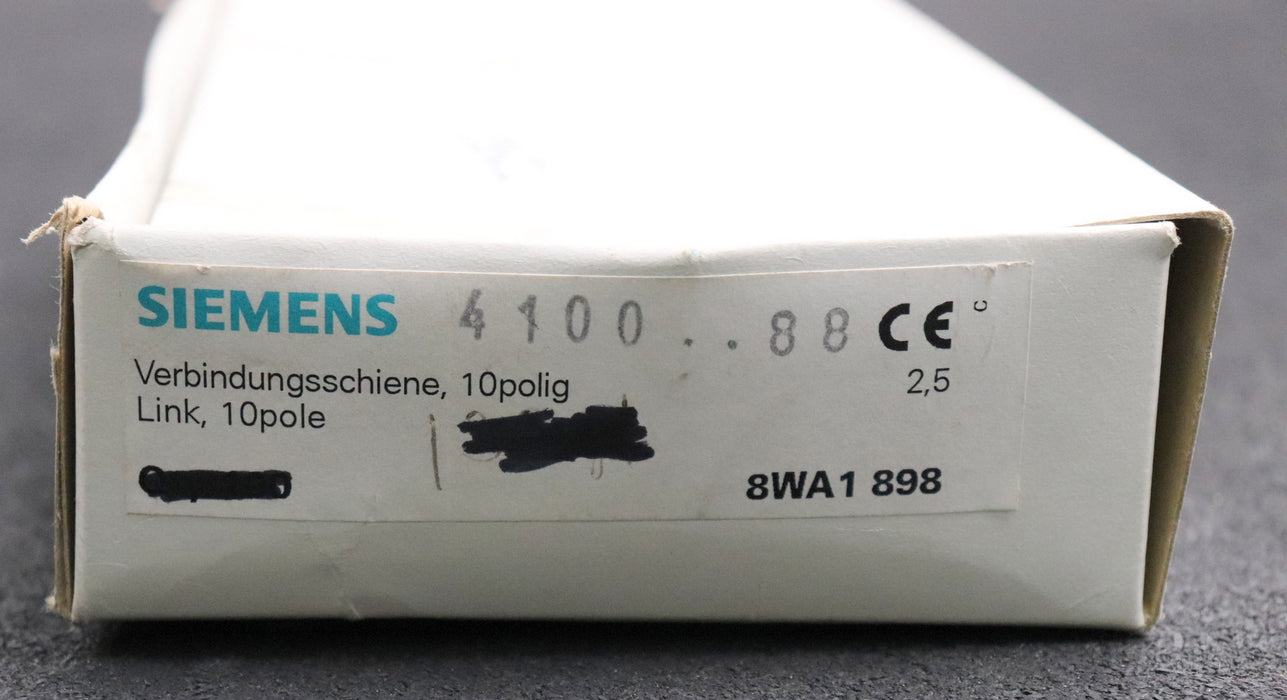 SIEMENS 4100..88 CE
C
Verbindungsschiene, 10polig 2,5
Link, 10pole
8WA1 898